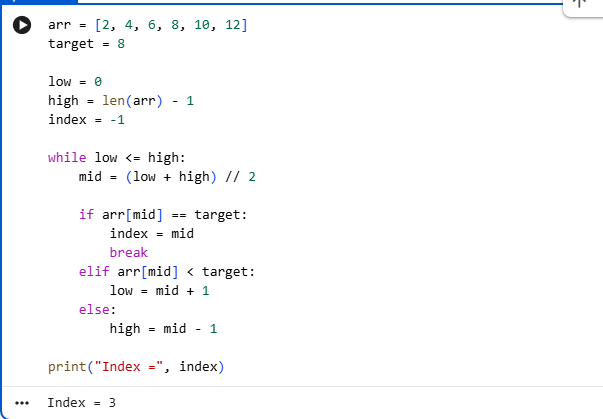 arr = [2, 4, 6, 8, 10, 12]
target = 8

low = 0
high = len(arr) - 1
index = -1

while low <= high:
    mid = (low + high) // 2

    if arr[mid] == target:
        index = mid
        break
    elif arr[mid] < target:
        low = mid + 1
    else:
        high = mid - 1

print("Index =", index)
Index = 3